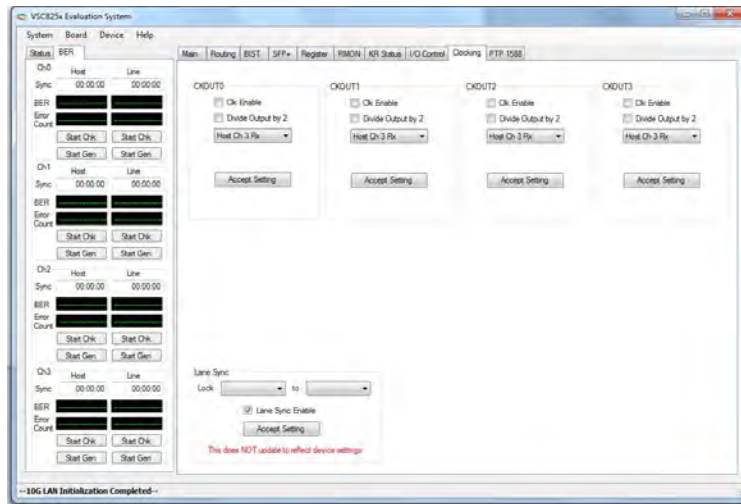 VSC825x Evaluation System
System Board Device Help
Status BER
Main Routing BIST SFP+ Register RMON KR Status I/O Control Clocking PTP 1588
Ch0
Host Line
Sync 00:00:00 00:00:00
BER
Error Count
Start Chk Start Chk
Start Gen Start Gen
Ch1
Host Line
Sync 00:00:00 00:00:00
BER
Error Count
Start Chk Start Chk
Start Gen Start Gen
Ch2
Host Line
Sync 00:00:00 00:00:00
BER
Error Count
Start Chk Start Chk
Start Gen Start Gen
Ch3
Host Line
Sync 00:00:00 00:00:00
BER
Error Count
Start Chk Start Chk
Start Gen Start Gen
CKOUT0 CKOUT1 CKOUT2 CKOUT3
Clk Enable Clk Enable Clk Enable Clk Enable
Divide Output by 2 Divide Output by 2 Divide Output by 2 Divide Output by 2
Host Ch 3 Rx Host Ch 3 Rx Host Ch 3 Rx Host Ch 3 Rx
Accept Setting Accept Setting Accept Setting Accept Setting
Lane Sync
Lock to
Lane Sync Enable
Accept Setting
This does NOT update to reflect device settings
--10G LAN Initialization Completed--